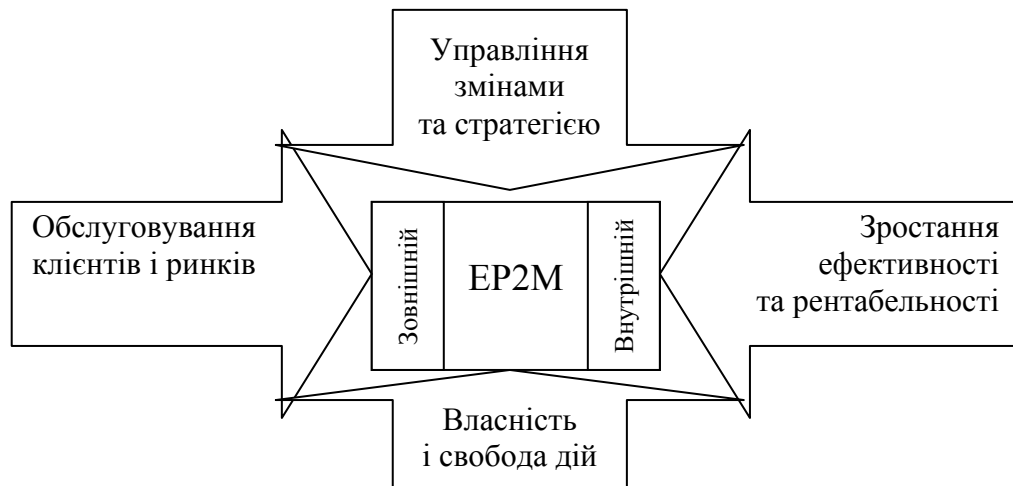 Управління
змінами
та стратегією
Обслуговування
клієнтів і ринків
Зовнішній
EP2M
Внутрішній
Зростання
ефективності
та рентабельності
Власність
і свобода дій